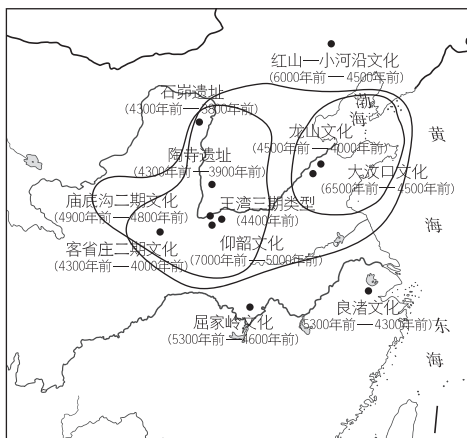 红山—小河沿文化
(6000年前—4500年前)
石峁遗址
(4300年前—3800年前)
渤
海
黄
海
龙山文化
(4500年前—4000年前)
陶寺遗址
(4300年前—3900年前)
大汶口文化
(6500年前—4500年前)
庙底沟二期文化
(4900年前—4800年前)
王湾三期类型
(4400年前)
客省庄二期文化
(4300年前—4000年前)
仰韶文化
(7000年前—5000年前)
屈家岭文化
(5300年前—4600年前)
良渚文化
(5300年前—4300年前)
东
海